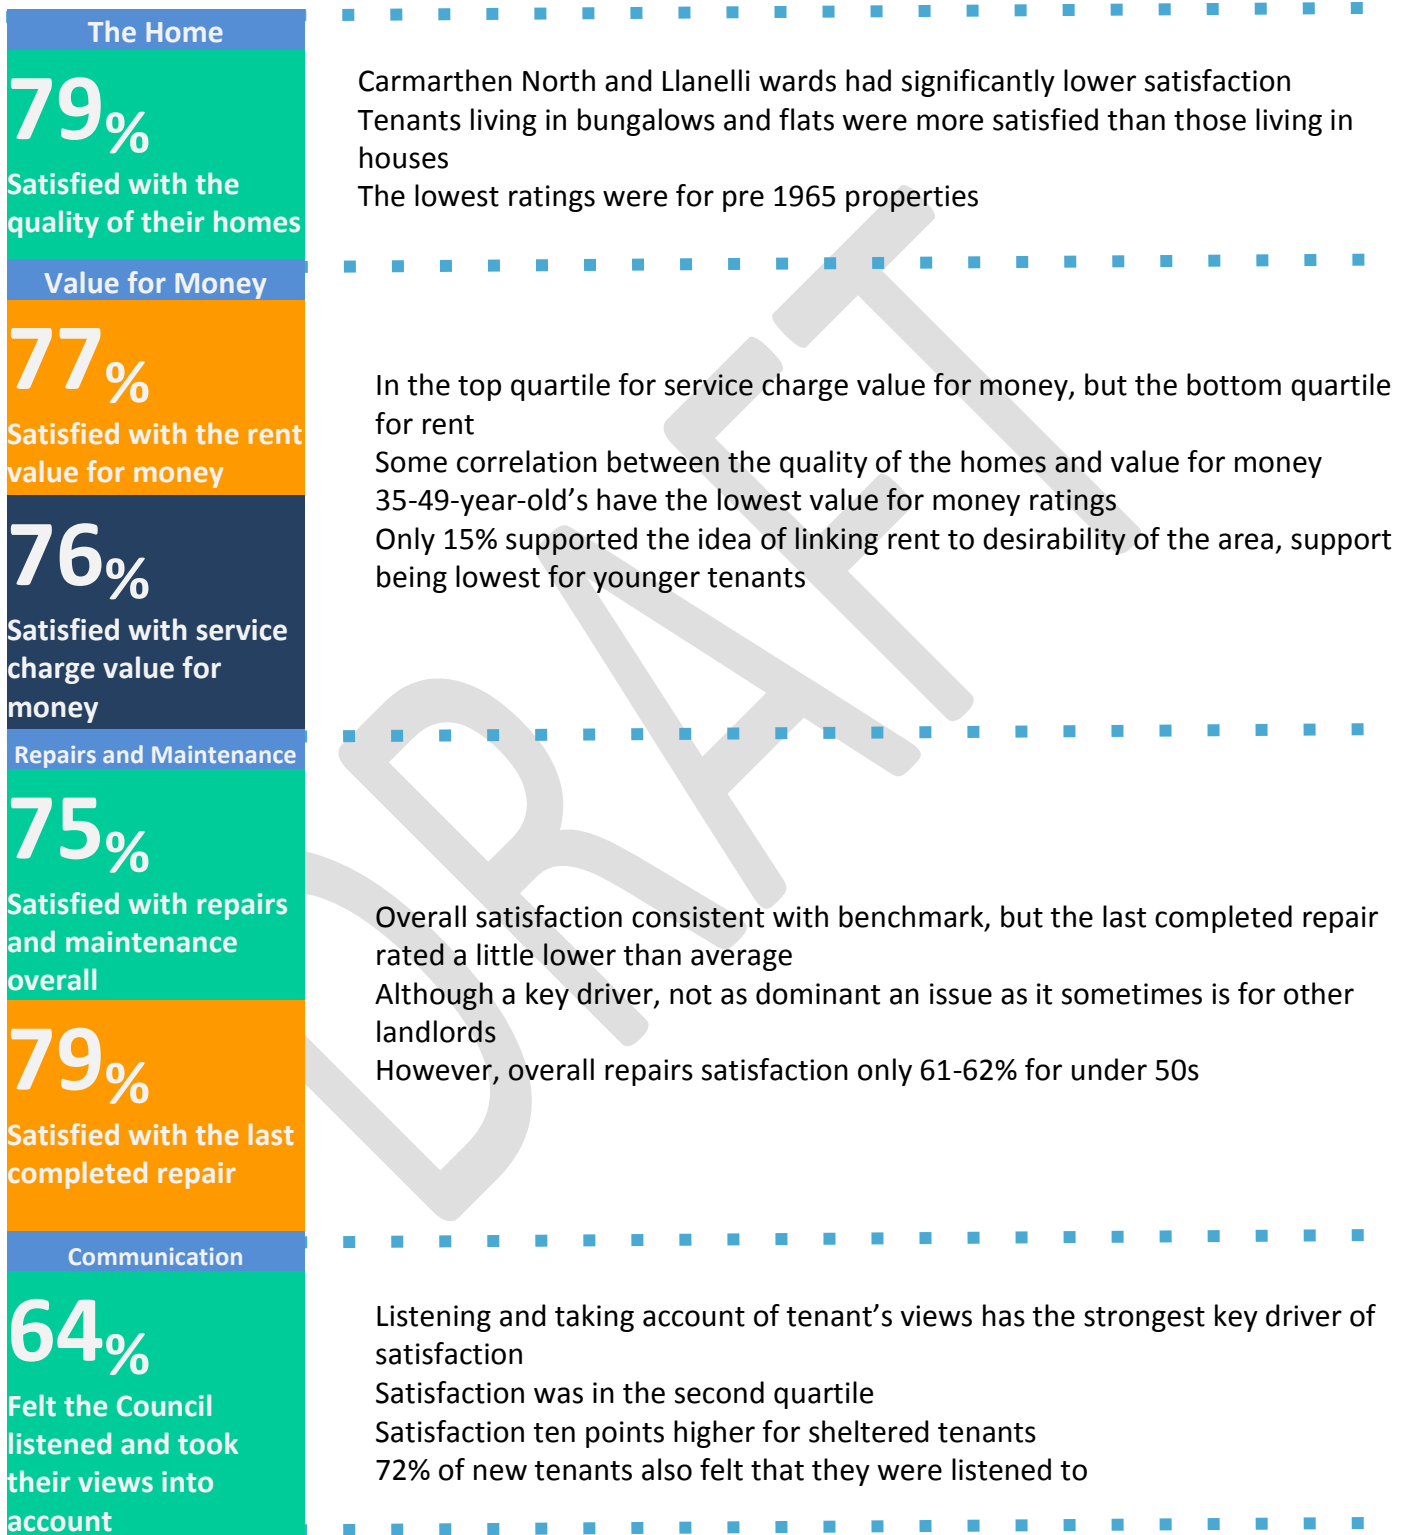 The Home
79%
Satisfied with the
quality of their homes
Carmarthen North and Llanelli wards had significantly lower satisfaction
Tenants living in bungalows and flats were more satisfied than those living in
houses
The lowest ratings were for pre 1965 properties
Value for Money
77%
Satisfied with the rent
value for money
76%
Satisfied with service
charge value for
money
In the top quartile for service charge value for money, but the bottom quartile
for rent
Some correlation between the quality of the homes and value for money
35-49-year-old’s have the lowest value for money ratings
Only 15% supported the idea of linking rent to desirability of the area, support
being lowest for younger tenants
Repairs and Maintenance
75%
Satisfied with repairs
and maintenance
overall
79%
Satisfied with the last
completed repair
Overall satisfaction consistent with benchmark, but the last completed repair
rated a little lower than average
Although a key driver, not as dominant an issue as it sometimes is for other
landlords
However, overall repairs satisfaction only 61-62% for under 50s
Communication
64%
Felt the Council
listened and took
their views into
account
Listening and taking account of tenant’s views has the strongest key driver of
satisfaction
Satisfaction was in the second quartile
Satisfaction ten points higher for sheltered tenants
72% of new tenants also felt that they were listened to
DRAFT